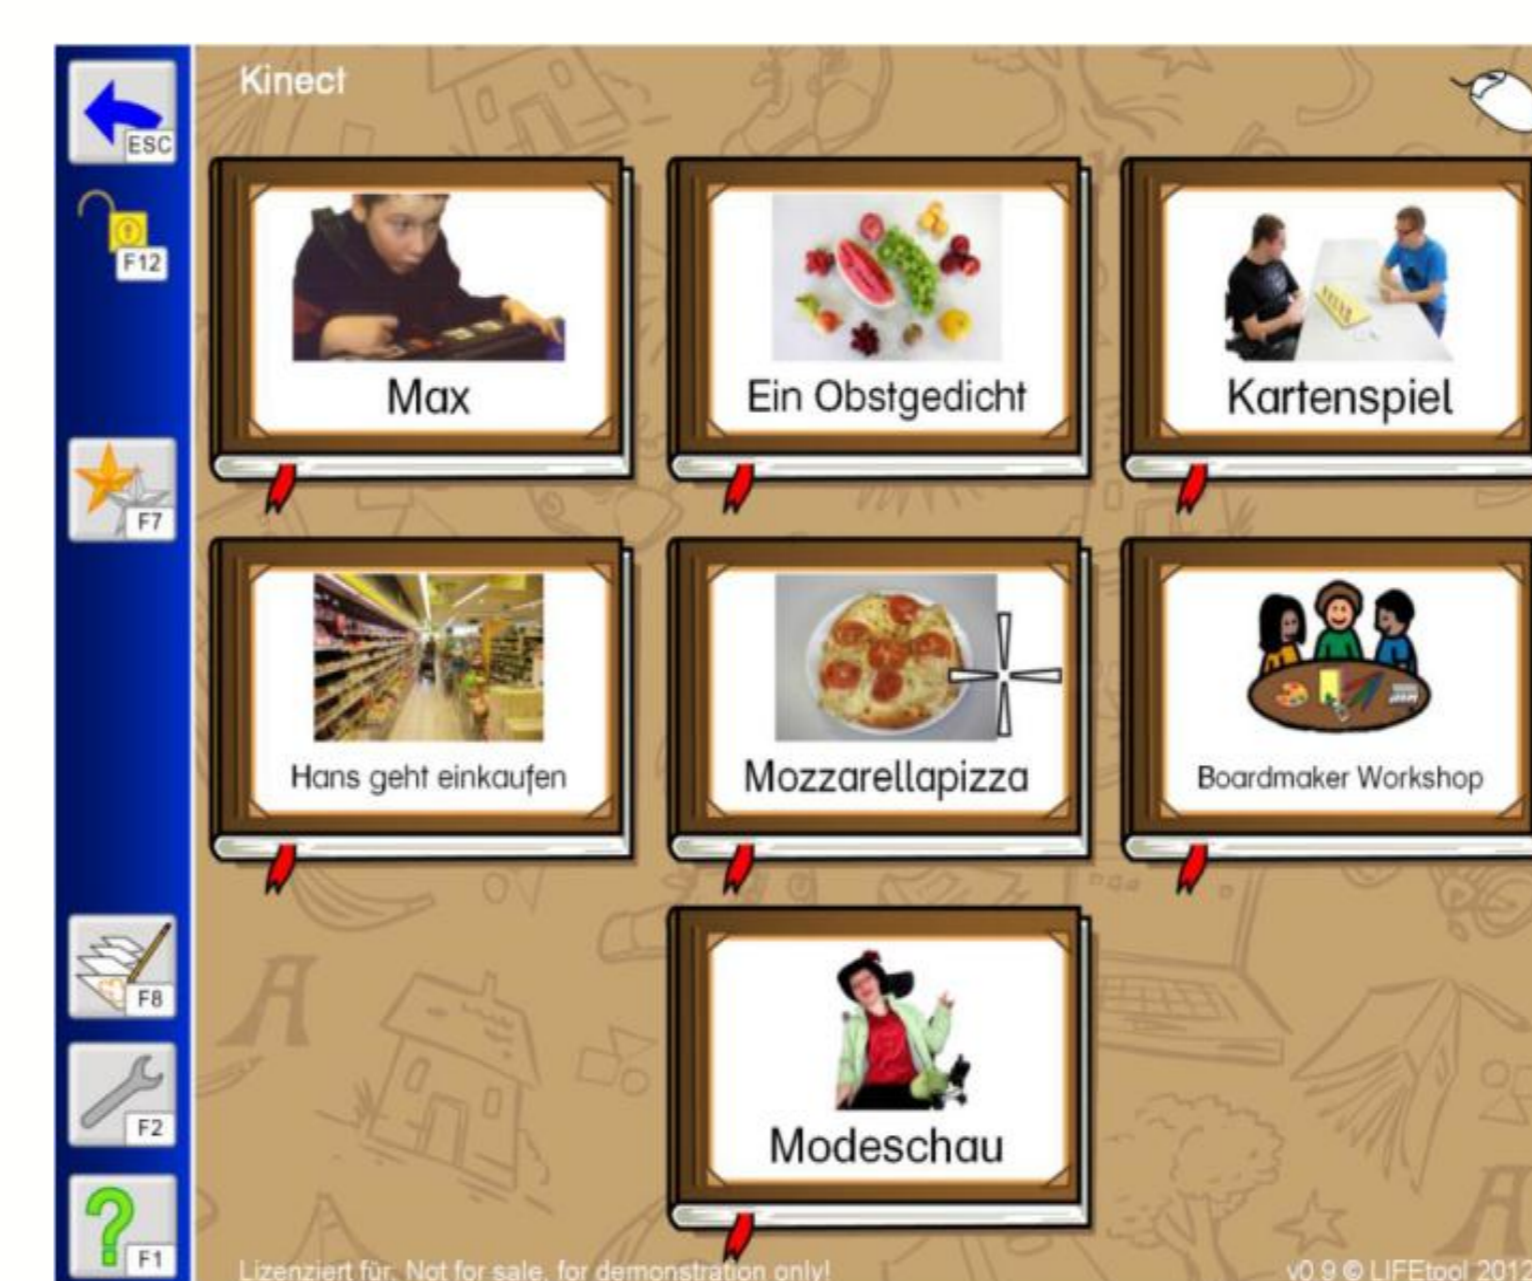 Kinect
ESC
F12
Max
Ein Obstgedicht
Kartenspiel
F7
Hans geht einkaufen
Mozzarellapizza
Boardmaker Workshop
F8
F2
Modeschau
F1
Lizenziert für: Not for sale, for demonstration only!
v0.9 © LIFEtool 2012